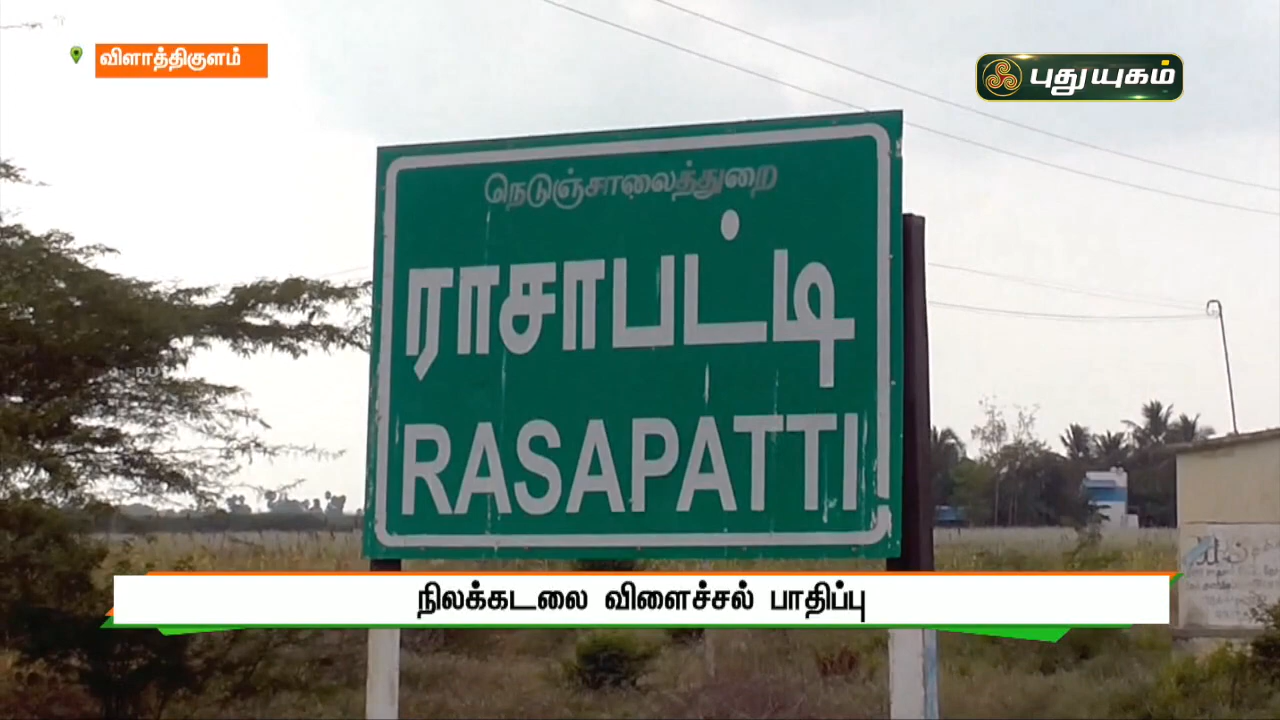 விளாத்திகுளம்
புதுயுகம்
நெடுஞ்சாலைத்துறை
ராசாபட்டி
RASAPATTI
நிலக்கடலை விளைச்சல் பாதிப்பு